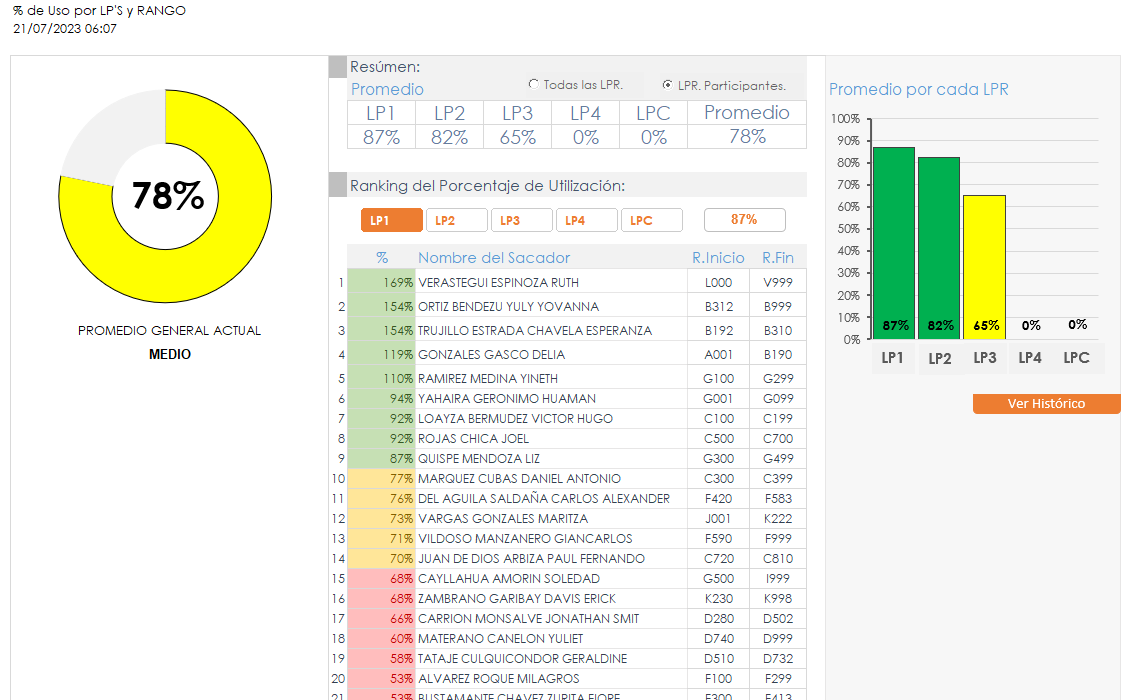 % de Uso por LP'S y RANGO
21/07/2023 06:07
78%
PROMEDIO GENERAL ACTUAL
MEDIO
Resúmen:
Promedio
Todas las LPR.
LPR. Participantes.
LP1 LP2 LP3 LP4 LPC Promedio
87% 82% 65% 0% 0% 78%
Ranking del Porcentaje de Utilización:
LP1 LP2 LP3 LP4 LPC 87%
% Nombre del Sacador R.Inicio R.Fin
1 169% VERASTEGUI ESPINOZA RUTH L000 V999
2 154% ORTIZ BENDEZU YULY YOVANNA B312 B999
3 154% TRUJILLO ESTRADA CHAVELA ESPERANZA B192 B310
4 119% GONZALES GASCO DELIA A001 B190
5 110% RAMIREZ MEDINA YINETH G100 G299
6 94% YAHAIRA GERONIMO HUAMAN G001 G099
7 92% LOAYZA BERMUDEZ VICTOR HUGO C100 C199
8 92% ROJAS CHICA JOEL C500 C700
9 87% QUISPE MENDOZA LIZ G300 G499
10 77% MARQUEZ CUBAS DANIEL ANTONIO C300 C399
11 76% DEL AGUILA SALDAÑA CARLOS ALEXANDER F420 F583
12 73% VARGAS GONZALES MARITZA J001 K222
13 71% VILDOSO MANZANERO GIANCARLOS F590 F999
14 70% JUAN DE DIOS ARBIZA PAUL FERNANDO C720 C810
15 68% CAYLLAHUA AMORIN SOLEDAD G500 I999
16 68% ZAMBRANO GARIBAY DAVIS ERICK K230 K998
17 66% CARRION MONSALVE JONATHAN SMIT D280 D502
18 60% MATERANO CANELON YULIET D740 D999
19 58% TATAJE CULQUICONDOR GERALDINE D510 D732
20 53% ALVAREZ ROQUE MILAGROS F100 F299
21 53% BUSTAMANTE CHAVEZ ZURITA FIORE F300 F413
Promedio por cada LPR
100%
90%
80%
70%
60%
50%
40%
30%
20%
10%
0%
87% 82% 65% 0% 0%
LP1 LP2 LP3 LP4 LPC
Ver Histórico